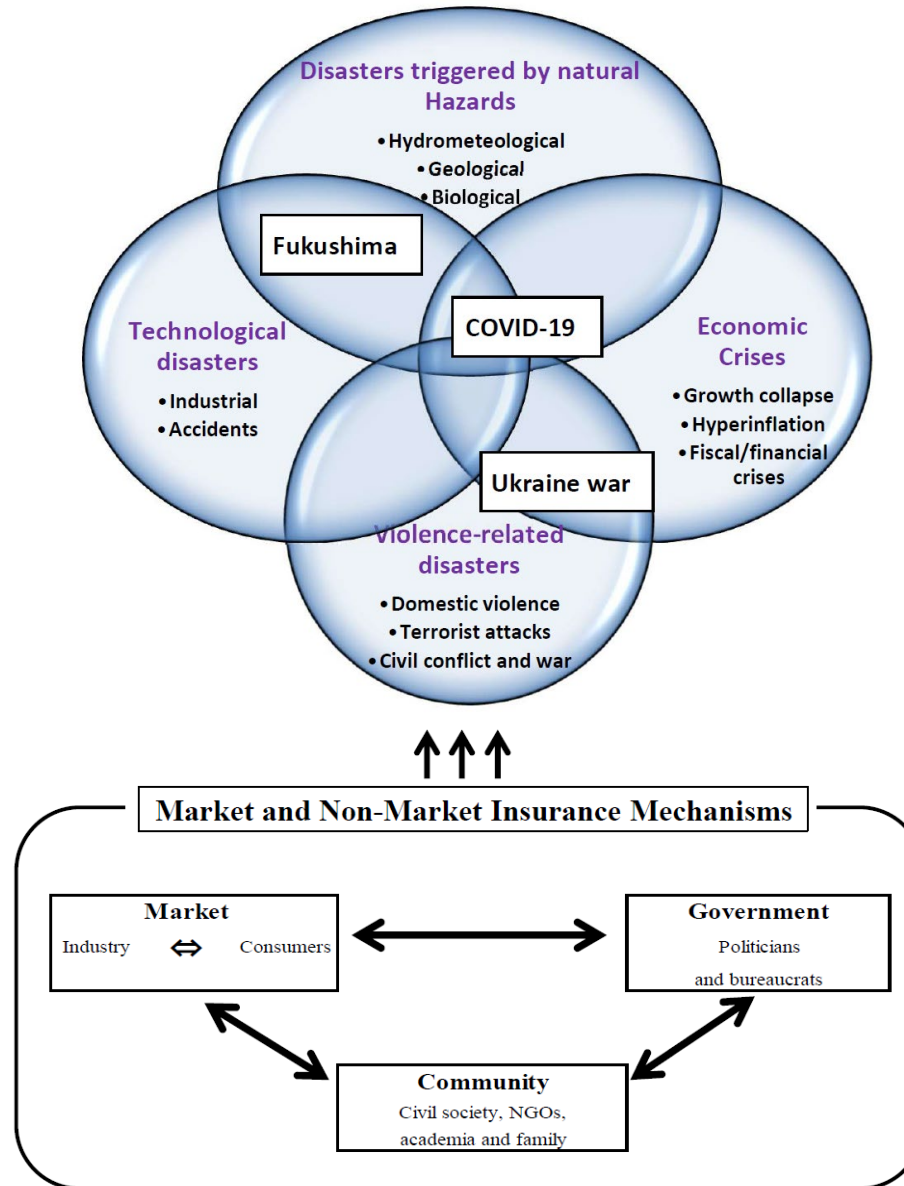 Disasters triggered by natural
Hazards
•Hydrometeological
•Geological
•Biological
Fukushima
COVID-19
Technological
disasters
•Industrial
•Accidents
Economic
Crises
•Growth collapse
•Hyperinflation
•Fiscal/financial
crises
Ukraine war
Violence-related
disasters
•Domestic violence
•Terrorist attacks
•Civil conflict and war
Market and Non-Market Insurance Mechanisms
Market
Industry ⇔ Consumers
Government
Politicians
and bureaucrats
Community
Civil society, NGOs,
academia and family